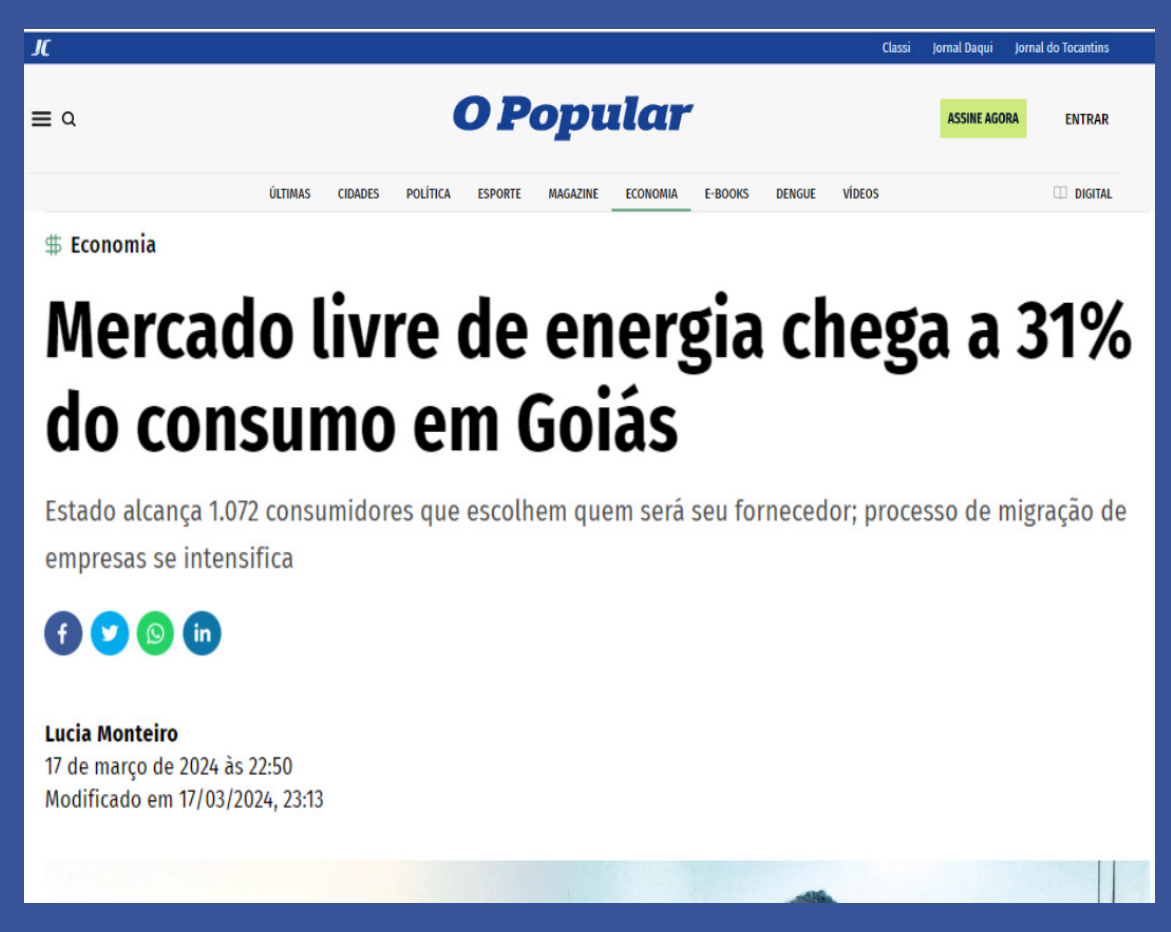 JC
Classi Jornal Daqui Jornal do Tocantins
O Popular
ASSINE AGORA ENTRAR
ÚLTIMAS CIDADES POLÍTICA ESPORTE MAGAZINE ECONOMIA E-BOOKS DENGUE VÍDEOS DIGITAL
Economia
Mercado livre de energia chega a 31%
do consumo em Goiás
Estado alcança 1.072 consumidores que escolhem quem será seu fornecedor; processo de migração de
empresas se intensifica
Lucia Monteiro
17 de março de 2024 às 22:50
Modificado em 17/03/2024, 23:13